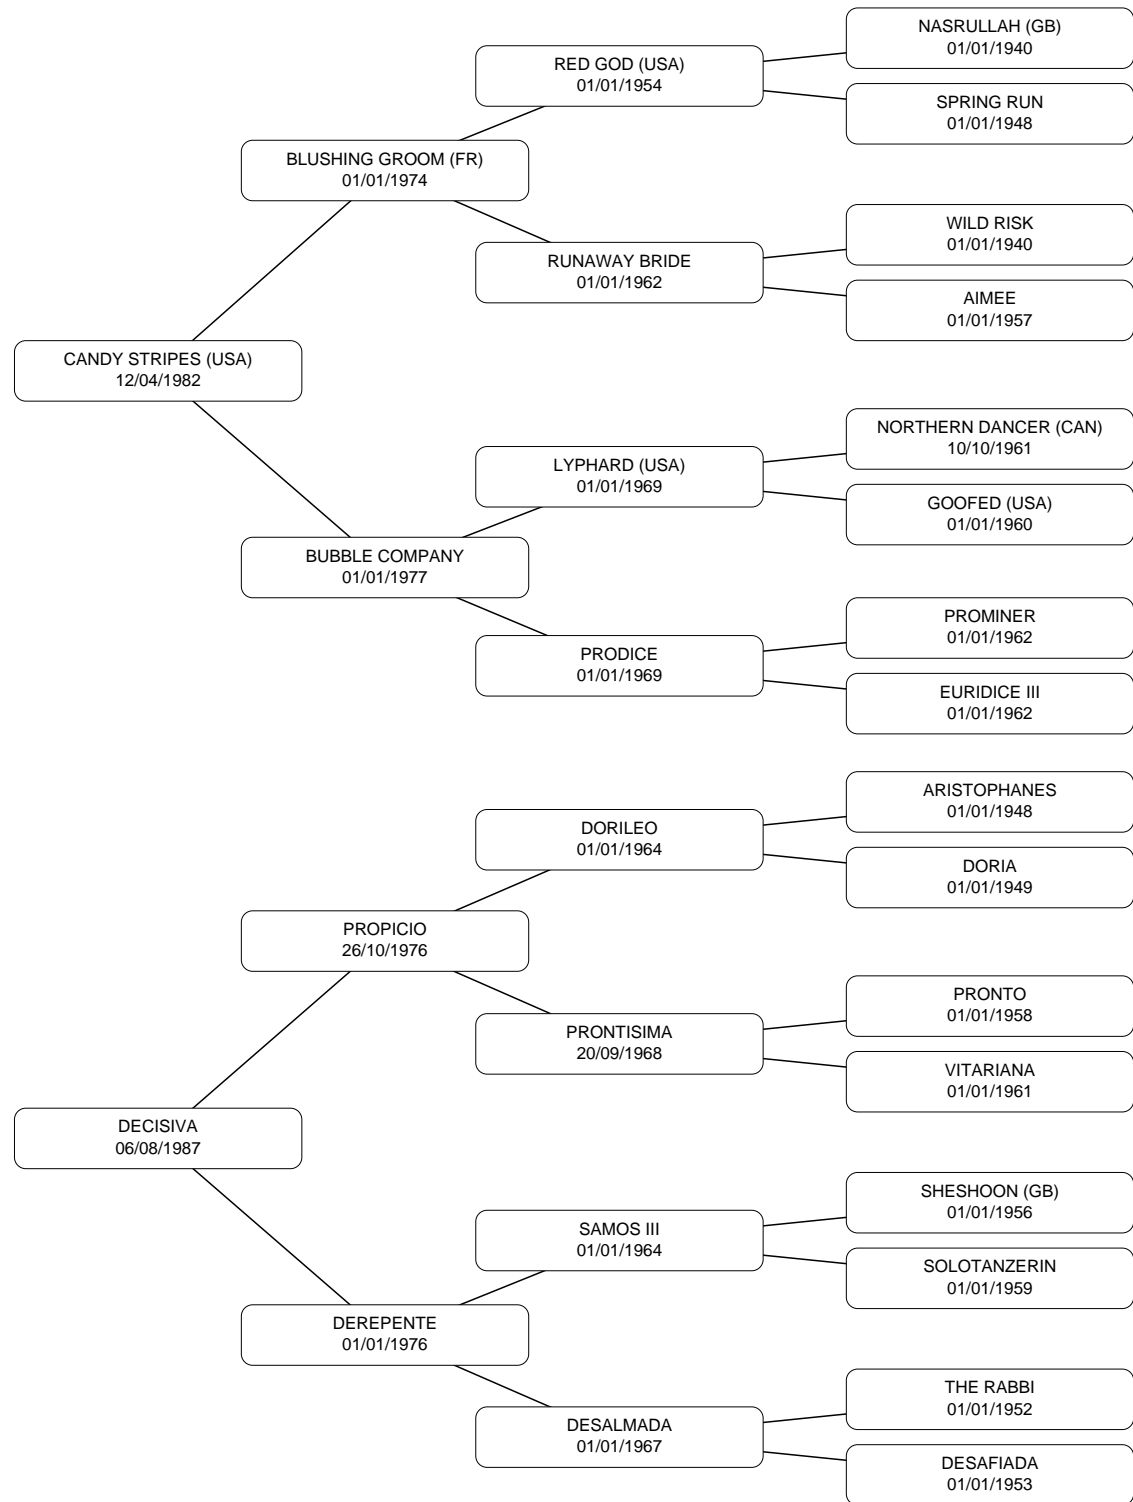 NASRULLAH (GB)
01/01/1940
RED GOD (USA)
01/01/1954
SPRING RUN
01/01/1948
BLUSHING GROOM (FR)
01/01/1974
WILD RISK
01/01/1940
RUNAWAY BRIDE
01/01/1962
AIMEE
01/01/1957
CANDY STRIPES (USA)
12/04/1982
NORTHERN DANCER (CAN)
10/10/1961
LYPHARD (USA)
01/01/1969
GOOFED (USA)
01/01/1960
BUBBLE COMPANY
01/01/1977
PROMINER
01/01/1962
PRODICE
01/01/1969
EURIDICE III
01/01/1962
ARISTOPHANES
01/01/1948
DORILEO
01/01/1964
DORIA
01/01/1949
PROPICIO
26/10/1976
PRONTO
01/01/1958
PRONTISIMA
20/09/1968
VITARIANA
01/01/1961
DECISIVA
06/08/1987
SHESHOON (GB)
01/01/1956
SAMOS III
01/01/1964
SOLOTANZERIN
01/01/1959
DEREPENTE
01/01/1976
THE RABBI
01/01/1952
DESALMADA
01/01/1967
DESAFIADA
01/01/1953